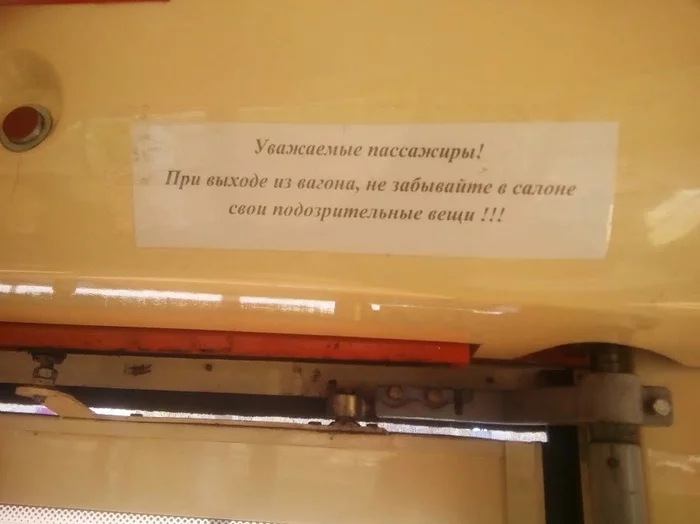 Уважаемые пассажиры!
При выходе из вагона, не забывайте в салоне
свои подозрительные вещи !!!